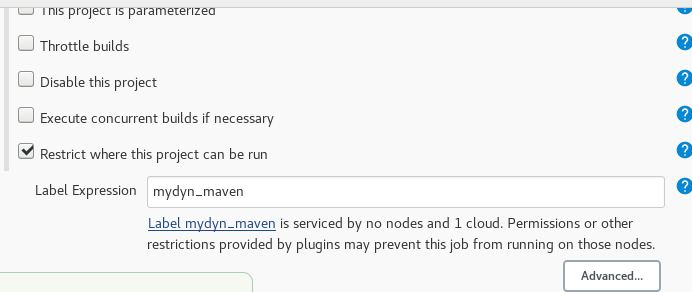 This project is parameterized
?
Throttle builds
?
Disable this project
?
Execute concurrent builds if necessary
?
Restrict where this project can be run
?
Label Expression
mydyn_maven
?
Label mydyn_maven is serviced by no nodes and 1 cloud. Permissions or other
restrictions provided by plugins may prevent this job from running on those nodes.
Advanced...